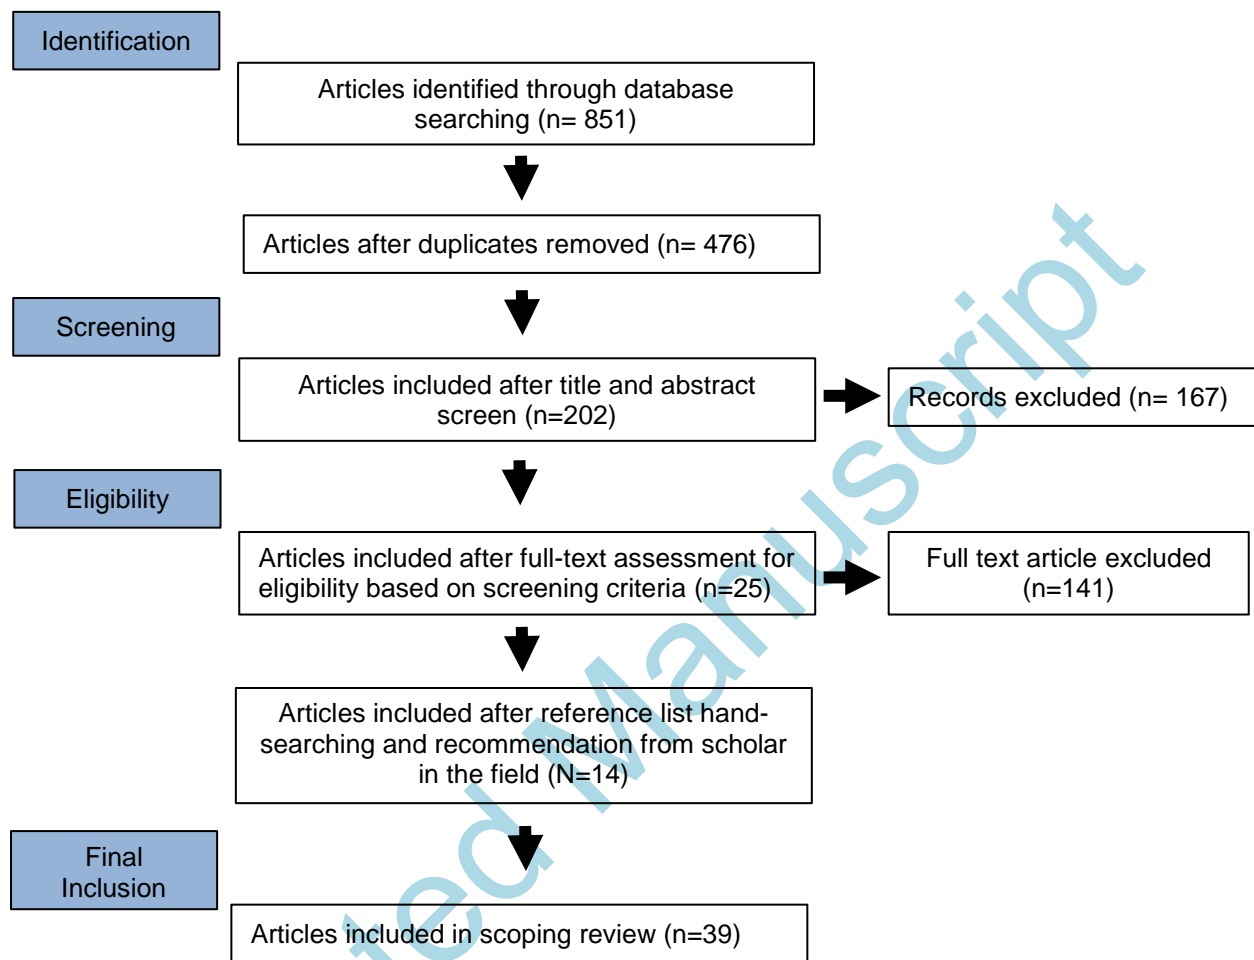 Identification
Articles identified through database
searching (n= 851)
Articles after duplicates removed (n= 476)
Screening
Articles included after title and abstract
screen (n=202)
Records excluded (n= 167)
Eligibility
Articles included after full-text assessment for
eligibility based on screening criteria (n=25)
Full text article excluded
(n=141)
Articles included after reference list hand-
searching and recommendation from scholar
in the field (N=14)
Final
Inclusion
Articles included in scoping review (n=39)
ted Manuscript